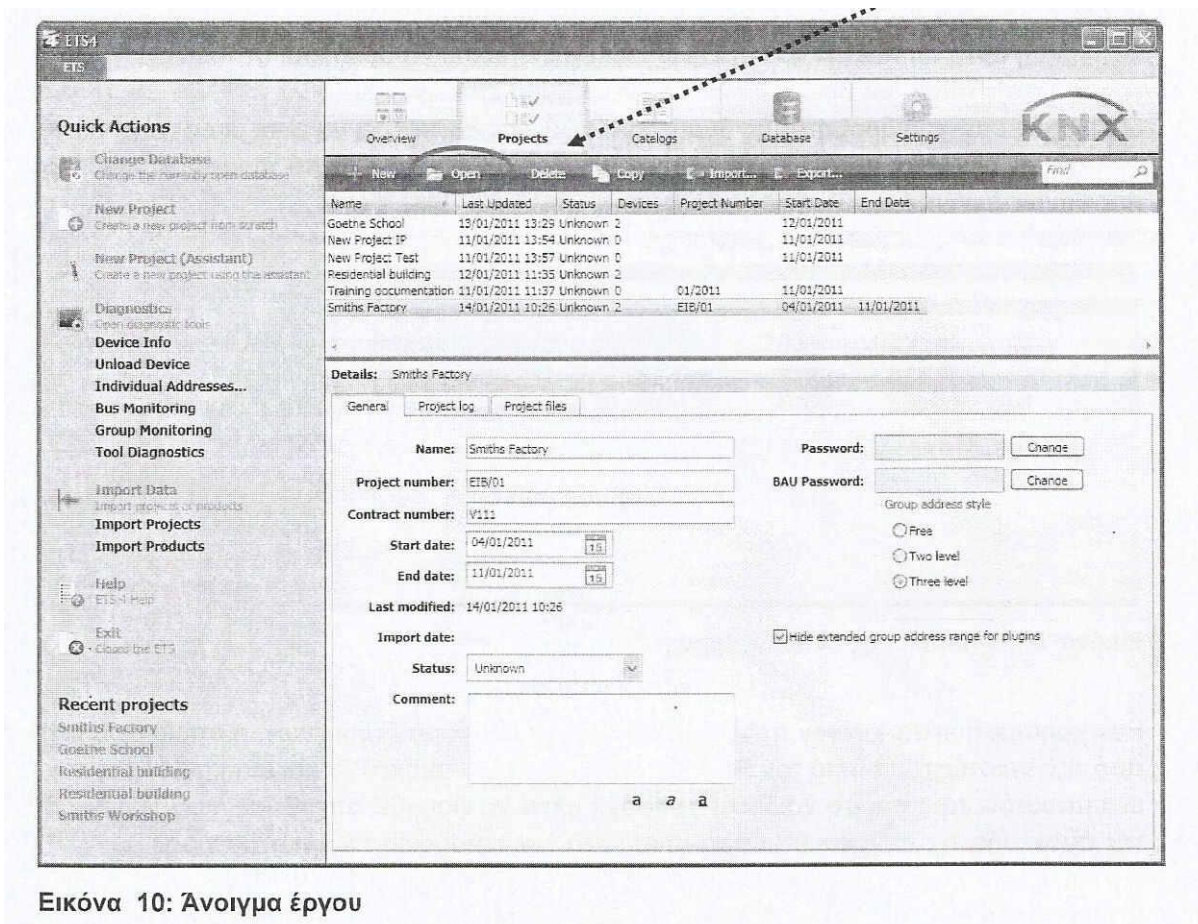 ETS4
ETS
Overview Projects Catalogs Database Settings KNX
Quick Actions
Change Database
Change the currently open database
New Project
Creates a new project from scratch
New Project (Assistant)
Create a new project using the assistant
Diagnostics
Open diagnostic tools
Device Info
Unload Device
Individual Addresses...
Bus Monitoring
Group Monitoring
Tool Diagnostics
Import Data
Import projects or products
Import Projects
Import Products
Help
ETS 4 Help
Exit
Closed the ETS
Recent projects
Smiths Factory
Goethe School
Residential building
Residential building
Smiths Workshop
New Open Delete Copy Import... Export... Find
Name Last Updated Status Devices Project Number Start Date End Date
Goethe School 13/01/2011 13:29 Unknown 2 12/01/2011
New Project IP 11/01/2011 13:54 Unknown 0 11/01/2011
New Project Test 11/01/2011 13:57 Unknown 0 11/01/2011
Residential building 12/01/2011 11:35 Unknown 2
Training documentation 11/01/2011 11:37 Unknown 0 01/2011 11/01/2011
Smiths Factory 14/01/2011 10:26 Unknown 2 EIB/01 04/01/2011 11/01/2011
Details: Smiths Factory
General Project log Project files
Name: Smiths Factory
Project number: EIB/01
Contract number: V111
Start date: 04/01/2011 15
End date: 11/01/2011 15
Last modified: 14/01/2011 10:26
Import date:
Status: Unknown
Comment:
Password: Change
BAU Password: Change
Group address style
Free
Two level
Three level
Hide extended group address range for plugins
a a a
Εικόνα 10: Άνοιγμα έργου